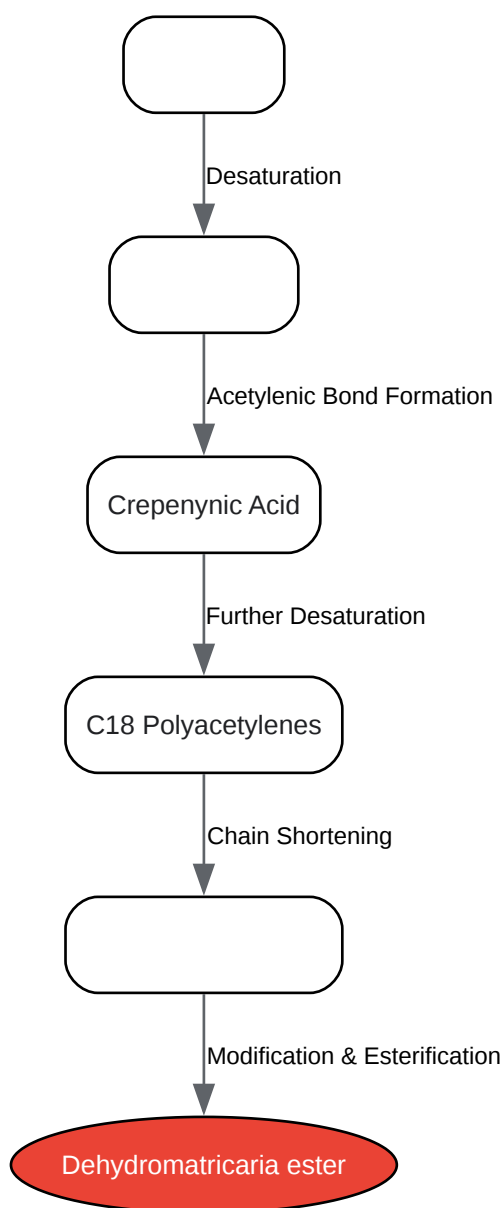 Desaturation
Acetylenic Bond Formation
Crepenynic Acid
Further Desaturation
C18 Polyacetylenes
Chain Shortening
Modification & Esterification
Dehydromatricaria ester